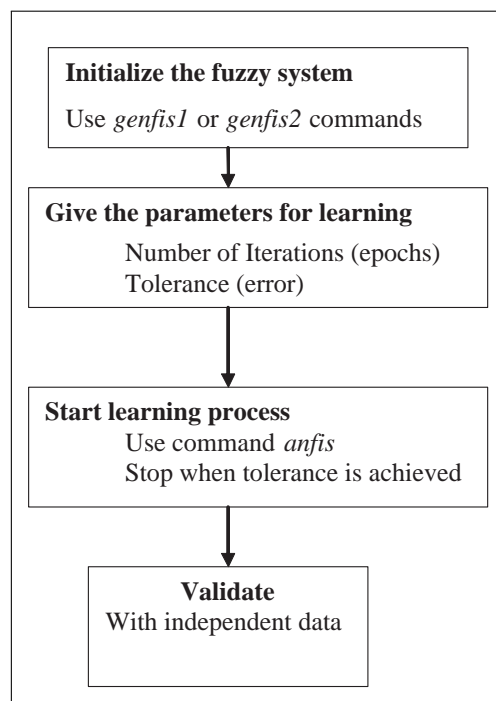 Initialize the fuzzy system
Use genfis1 or genfis2 commands
Give the parameters for learning
Number of Iterations (epochs)
Tolerance (error)
Start learning process
Use command anfis
Stop when tolerance is achieved
Validate
With independent data